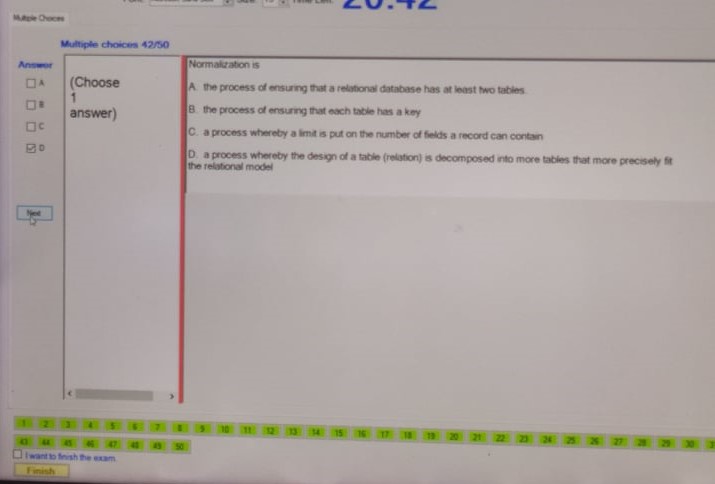 Time Left:
20:42
Multiple Choices
Multiple choices 42/50
Answer
A
B
C
D
(Choose
1
answer)
Normalization is
A. the process of ensuring that a relational database has at least two tables.
B. the process of ensuring that each table has a key
C. a process whereby a limit is put on the number of fields a record can contain
D. a process whereby the design of a table (relation) is decomposed into more tables that more precisely fit
the relational model
Next
1 2 3 4 5 6 7 8 9 10 11 12 13 14 15 16 17 18 19 20 21 22 23 24 25 26 27 28 29 30
43 44 45 46 47 48 49 50
I want to finish the exam.
Finish